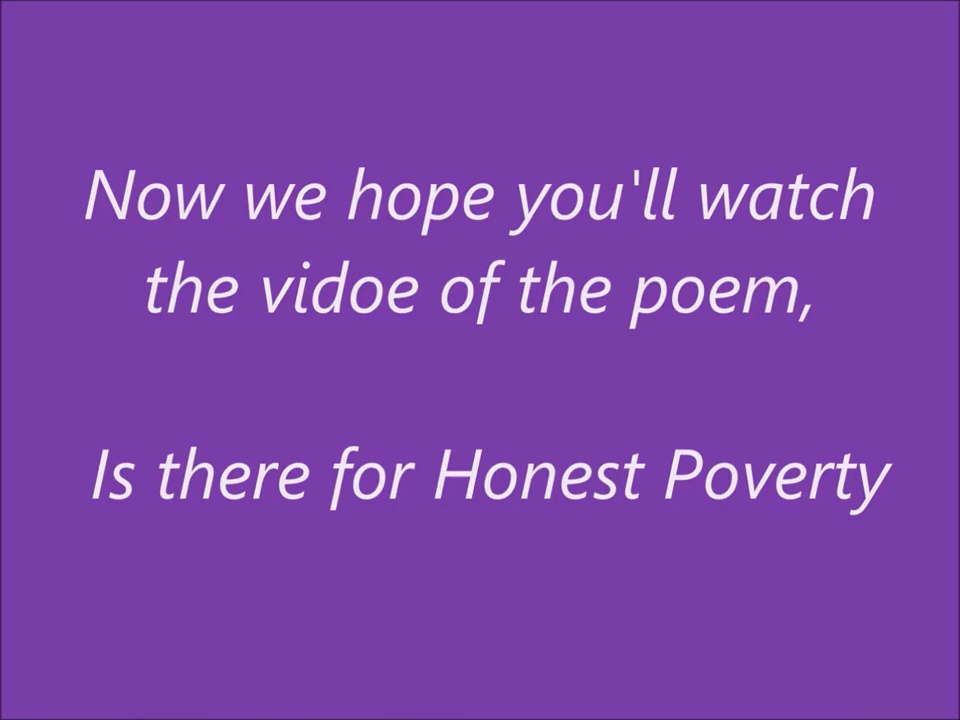 Now we hope you'll watch
the vidoe of the poem,
Is there for Honest Poverty